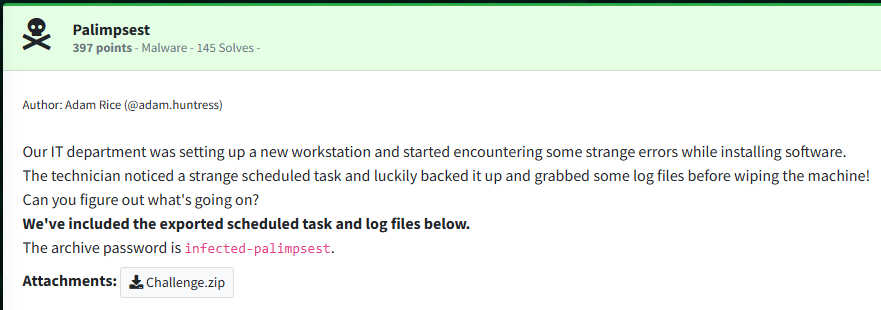 Palimpsest
397 points - Malware - 145 Solves -
Author: Adam Rice (@adam.huntress)
Our IT department was setting up a new workstation and started encountering some strange errors while installing software.
The technician noticed a strange scheduled task and luckily backed it up and grabbed some log files before wiping the machine!
Can you figure out what's going on?
We've included the exported scheduled task and log files below.
The archive password is infected-palimpsest.
Attachments: Challenge.zip